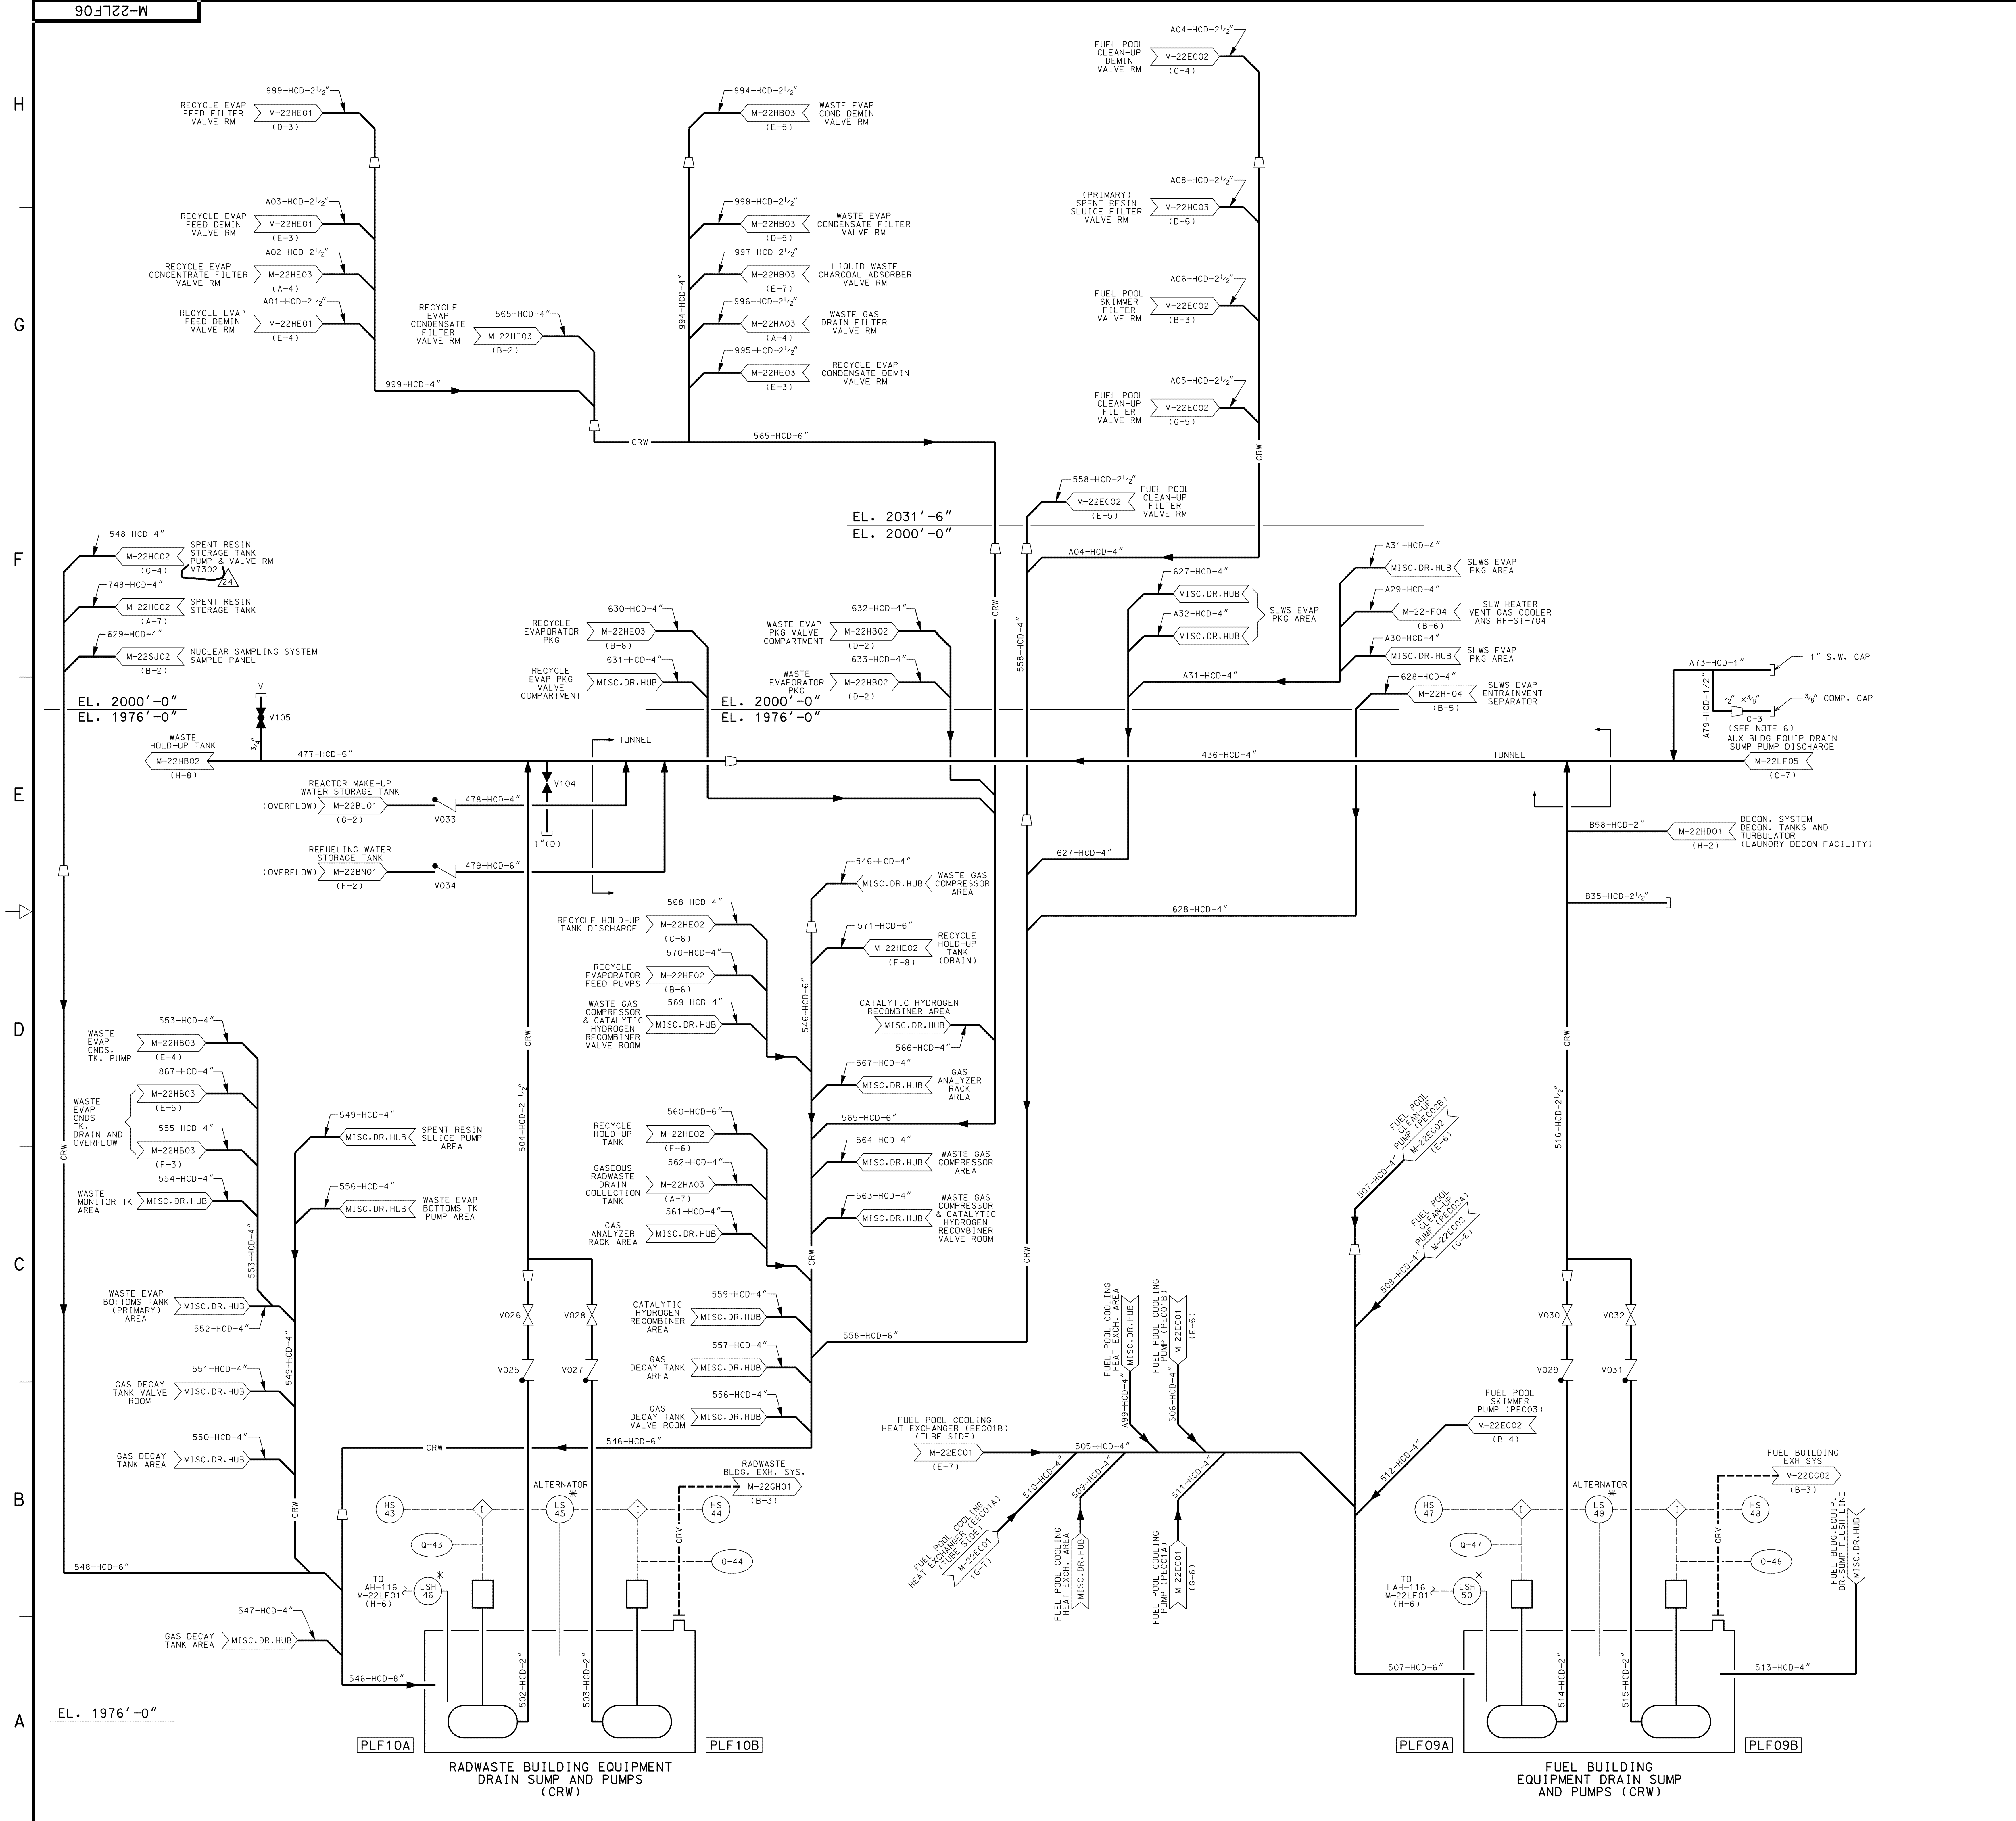 M-22LF06
H
G
F
E
D
C
B
A
999-HCD-2 1/2"
RECYCLE EVAP
FEED FILTER
VALVE RM
M-22HE01
(D-3)
A03-HCD-2 1/2"
RECYCLE EVAP
FEED DEMIN
VALVE RM
M-22HE01
(E-3)
A02-HCD-2 1/2"
RECYCLE EVAP
CONCENTRATE FILTER
VALVE RM
M-22HE03
(A-4)
A01-HCD-2 1/2"
RECYCLE EVAP
FEED DEMIN
VALVE RM
M-22HE01
(E-4)
999-HCD-4"
RECYCLE
EVAP
CONDENSATE
FILTER
VALVE RM
565-HCD-4"
M-22HE03
(B-2)
994-HCD-2 1/2"
M-22HB03
(E-5)
WASTE EVAP
COND DEMIN
VALVE RM
998-HCD-2 1/2"
M-22HB03
(D-5)
WASTE EVAP
CONDENSATE FILTER
VALVE RM
997-HCD-2 1/2"
M-22HB03
(E-7)
LIQUID WASTE
CHARCOAL ADSORBER
VALVE RM
994-HCD-4"
996-HCD-2 1/2"
M-22HA03
(A-4)
WASTE GAS
DRAIN FILTER
VALVE RM
995-HCD-2 1/2"
M-22HE03
(E-3)
RECYCLE EVAP
CONDENSATE DEMIN
VALVE RM
CRW
565-HCD-6"
A04-HCD-2 1/2"
FUEL POOL
CLEAN-UP
DEMIN
VALVE RM
M-22EC02
(C-4)
A08-HCD-2 1/2"
(PRIMARY)
SPENT RESIN
SLUICE FILTER
VALVE RM
M-22HC03
(D-6)
A06-HCD-2 1/2"
FUEL POOL
SKIMMER
FILTER
VALVE RM
M-22EC02
(B-3)
A05-HCD-2 1/2"
FUEL POOL
CLEAN-UP
FILTER
VALVE RM
M-22EC02
(G-5)
CRW
558-HCD-2 1/2"
M-22EC02
(E-5)
FUEL POOL
CLEAN-UP
FILTER
VALVE RM
EL. 2031'-6"
EL. 2000'-0"
A04-HCD-4"
548-HCD-4"
M-22HC02
(G-4)
SPENT RESIN
STORAGE TANK
PUMP & VALVE RM
V7302
24
748-HCD-4"
M-22HC02
(A-7)
SPENT RESIN
STORAGE TANK
629-HCD-4"
M-22SJ02
(B-2)
NUCLEAR SAMPLING SYSTEM
SAMPLE PANEL
EL. 2000'-0"
EL. 1976'-0"
630-HCD-4"
RECYCLE
EVAPORATOR
PKG
M-22HE03
(B-8)
631-HCD-4"
RECYCLE
EVAP PKG
VALVE
COMPARTMENT
MISC.DR.HUB
632-HCD-4"
WASTE EVAP
PKG VALVE
COMPARTMENT
M-22HB02
(D-2)
633-HCD-4"
WASTE
EVAPORATOR
PKG
M-22HB02
(D-2)
EL. 2000'-0"
EL. 1976'-0"
CRW
558-HCD-4"
627-HCD-4"
MISC.DR.HUB
A32-HCD-4"
MISC.DR.HUB
SLWS EVAP
PKG AREA
A31-HCD-4"
MISC.DR.HUB
SLWS EVAP
PKG AREA
A29-HCD-4"
M-22HF04
(B-6)
SLW HEATER
VENT GAS COOLER
ANS HF-ST-704
A30-HCD-4"
MISC.DR.HUB
SLWS EVAP
PKG AREA
A31-HCD-4"
628-HCD-4"
M-22HF04
(B-5)
SLWS EVAP
ENTRAINMENT
SEPARATOR
A73-HCD-1"
1" S.W. CAP
A79-HCD-1/2"
1/2" x3/8"
3/8" COMP. CAP
C-3
(SEE NOTE 6)
AUX BLDG EQUIP DRAIN
SUMP PUMP DISCHARGE
M-22LF05
(C-7)
V
V105
3/4"
WASTE
HOLD-UP TANK
M-22HB02
(H-8)
477-HCD-6"
TUNNEL
436-HCD-4"
TUNNEL
V104
1"(D)
REACTOR MAKE-UP
WATER STORAGE TANK
(OVERFLOW)
M-22BL01
(G-2)
V033
478-HCD-4"
REFUELING WATER
STORAGE TANK
(OVERFLOW)
M-22BN01
(F-2)
V034
479-HCD-6"
B58-HCD-2"
M-22HD01
(H-2)
DECON. SYSTEM
DECON. TANKS AND
TURBULATOR
(LAUNDRY DECON FACILITY)
B35-HCD-2 1/2"
627-HCD-4"
628-HCD-4"
546-HCD-4"
MISC.DR.HUB
WASTE GAS
COMPRESSOR
AREA
568-HCD-4"
RECYCLE HOLD-UP
TANK DISCHARGE
M-22HE02
(C-6)
571-HCD-6"
M-22HE02
(F-8)
RECYCLE
HOLD-UP
TANK
(DRAIN)
570-HCD-4"
RECYCLE
EVAPORATOR
FEED PUMPS
M-22HE02
(B-6)
569-HCD-4"
WASTE GAS
COMPRESSOR
& CATALYTIC
HYDROGEN
RECOMBINER
VALVE ROOM
MISC.DR.HUB
546-HCD-6"
CATALYTIC HYDROGEN
RECOMBINER AREA
MISC.DR.HUB
566-HCD-4"
567-HCD-4"
MISC.DR.HUB
GAS
ANALYZER
RACK
AREA
565-HCD-6"
560-HCD-6"
RECYCLE
HOLD-UP
TANK
M-22HE02
(F-6)
564-HCD-4"
MISC.DR.HUB
WASTE GAS
COMPRESSOR
AREA
562-HCD-4"
GASEOUS
RADWASTE
DRAIN
COLLECTION
TANK
M-22HA03
(A-7)
563-HCD-4"
MISC.DR.HUB
WASTE GAS
COMPRESSOR
& CATALYTIC
HYDROGEN
RECOMBINER
VALVE ROOM
561-HCD-4"
GAS
ANALYZER
RACK AREA
MISC.DR.HUB
CRW
CRW
559-HCD-4"
CATALYTIC
HYDROGEN
RECOMBINER
AREA
MISC.DR.HUB
558-HCD-6"
557-HCD-4"
GAS
DECAY TANK
AREA
MISC.DR.HUB
556-HCD-4"
GAS
DECAY TANK
VALVE ROOM
MISC.DR.HUB
CRW
546-HCD-6"
553-HCD-4"
WASTE
EVAP
CNDS.
TK. PUMP
M-22HB03
(E-4)
867-HCD-4"
M-22HB03
(E-5)
WASTE
EVAP
CNDS
TK.
DRAIN AND
OVERFLOW
555-HCD-4"
M-22HB03
(F-3)
554-HCD-4"
WASTE
MONITOR TK
AREA
MISC.DR.HUB
CRW
553-HCD-4"
549-HCD-4"
MISC.DR.HUB
SPENT RESIN
SLUICE PUMP
AREA
556-HCD-4"
MISC.DR.HUB
WASTE EVAP
BOTTOMS TK
PUMP AREA
WASTE EVAP
BOTTOMS TANK
(PRIMARY)
AREA
MISC.DR.HUB
552-HCD-4"
549-HCD-4"
551-HCD-4"
GAS DECAY
TANK VALVE
ROOM
MISC.DR.HUB
550-HCD-4"
GAS DECAY
TANK AREA
MISC.DR.HUB
CRW
548-HCD-6"
547-HCD-4"
GAS DECAY
TANK AREA
MISC.DR.HUB
546-HCD-8"
CRW
504-HCD-2 1/2"
V026
V028
V025
V027
RADWASTE
BLDG. EXH. SYS.
M-22GH01
(B-3)
ALTERNATOR
*
HS
43
I
LS
45
I
HS
44
Q-43
Q-44
CRV
TO
LAH-116
M-22LF01
(H-6)
*
LSH
46
502-HCD-2"
503-HCD-2"
EL. 1976'-0"
PLF10A
PLF10B
RADWASTE BUILDING EQUIPMENT
DRAIN SUMP AND PUMPS
(CRW)
FUEL POOL
CLEAN-UP
PUMP (PEC02B)
M-22EC02
(E-6)
507-HCD-4"
FUEL POOL
CLEAN-UP
PUMP (PEC02A)
M-22EC02
(G-6)
508-HCD-4"
FUEL POOL COOLING
HEAT EXCH. AREA
MISC.DR.HUB
A99-HCD-4"
FUEL POOL COOLING
PUMP (PEC01B)
M-22EC01
(E-6)
506-HCD-4"
FUEL POOL COOLING
HEAT EXCHANGER (EEC01B)
(TUBE SIDE)
M-22EC01
(E-7)
505-HCD-4"
510-HCD-4"
FUEL POOL COOLING
HEAT EXCHANGER (EEC01A)
(TUBE SIDE)
M-22EC01
(G-7)
509-HCD-4"
FUEL POOL COOLING
HEAT EXCH. AREA
MISC.DR.HUB
511-HCD-4"
FUEL POOL COOLING
PUMP (PEC01A)
M-22EC01
(G-6)
FUEL POOL
SKIMMER
PUMP (PEC03)
M-22EC02
(B-4)
512-HCD-4"
CRW
516-HCD-2 1/2"
V030
V032
V029
V031
FUEL BUILDING
EXH SYS
M-22GG02
(B-3)
ALTERNATOR
*
HS
47
I
LS
49
I
HS
48
Q-47
Q-48
CRV
TO
LAH-116
M-22LF01
(H-6)
*
LSH
50
FUEL BLDG.EQUIP.
DR.SUMP FLUSH LINE
MISC.DR.HUB
507-HCD-6"
513-HCD-4"
514-HCD-2"
515-HCD-2"
PLF09A
PLF09B
FUEL BUILDING
EQUIPMENT DRAIN SUMP
AND PUMPS (CRW)